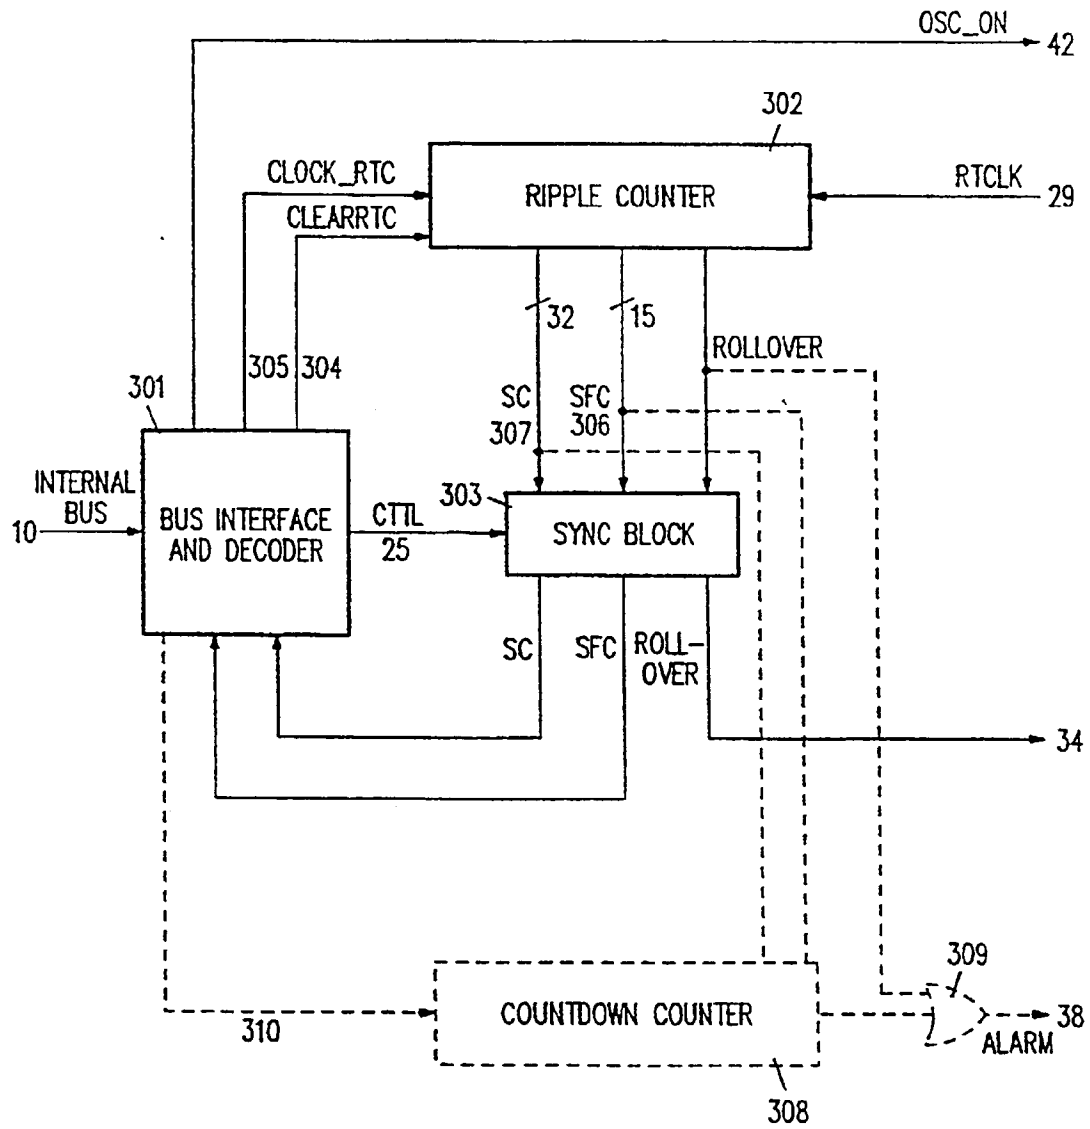 OSC_ON
42
302
CLOCK_RTC
RIPPLE COUNTER
RTCLK
29
CLEARRTC
32
15
305
304
ROLLOVER
301
SC
307
SFC
306
INTERNAL
BUS
10
BUS INTERFACE
AND DECODER
CTTL
25
303
SYNC BLOCK
SC
SFC
ROLL-
OVER
34
309
310
COUNTDOWN COUNTER
38
ALARM
308